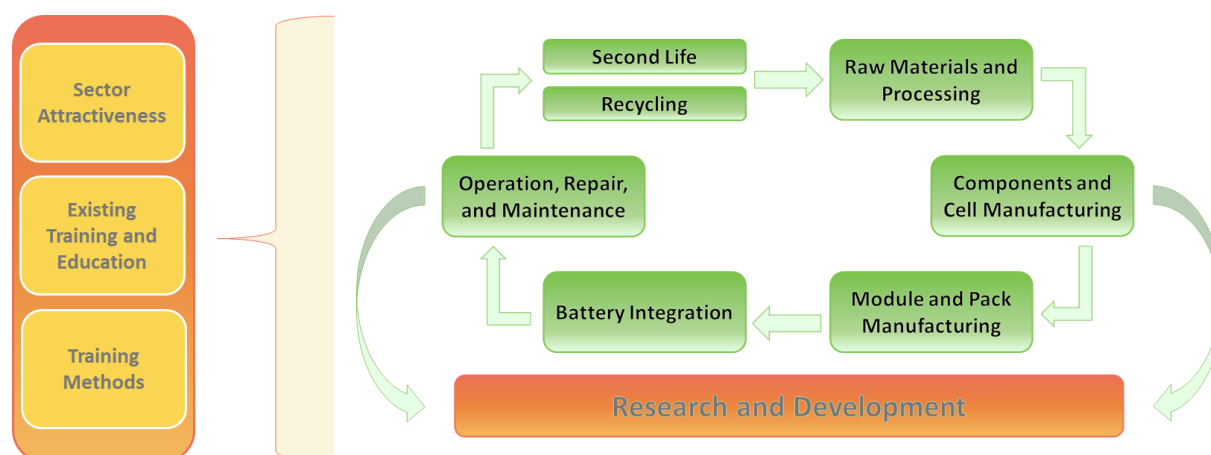 Sector
Attractiveness
Existing
Training and
Education
Training
Methods
Second Life
Recycling
Raw Materials and
Processing
Operation, Repair,
and Maintenance
Components and
Cell Manufacturing
Battery Integration
Module and Pack
Manufacturing
Research and Development